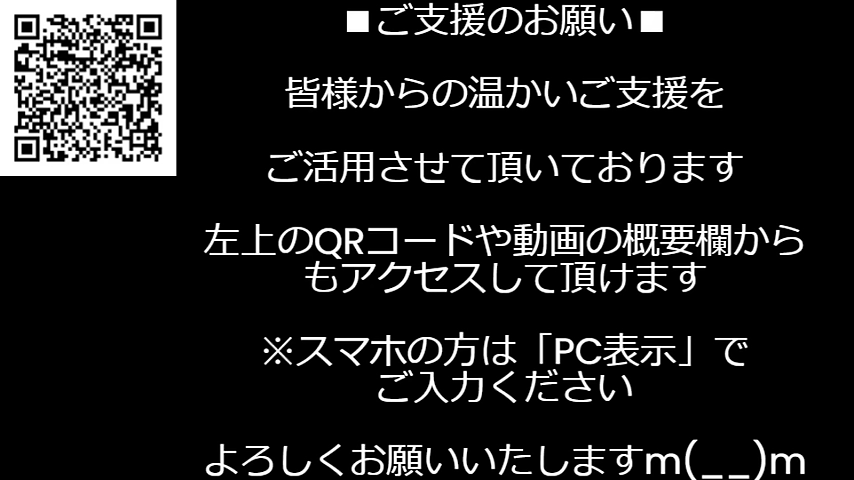 ■ご支援のお願い■
皆様からの温かいご支援を
ご活用させて頂いております
左上のQRコードや動画の概要欄から
もアクセスして頂けます
※スマホの方は「PC表示」で
ご入力ください
よろしくお願いいたしますm(__)m